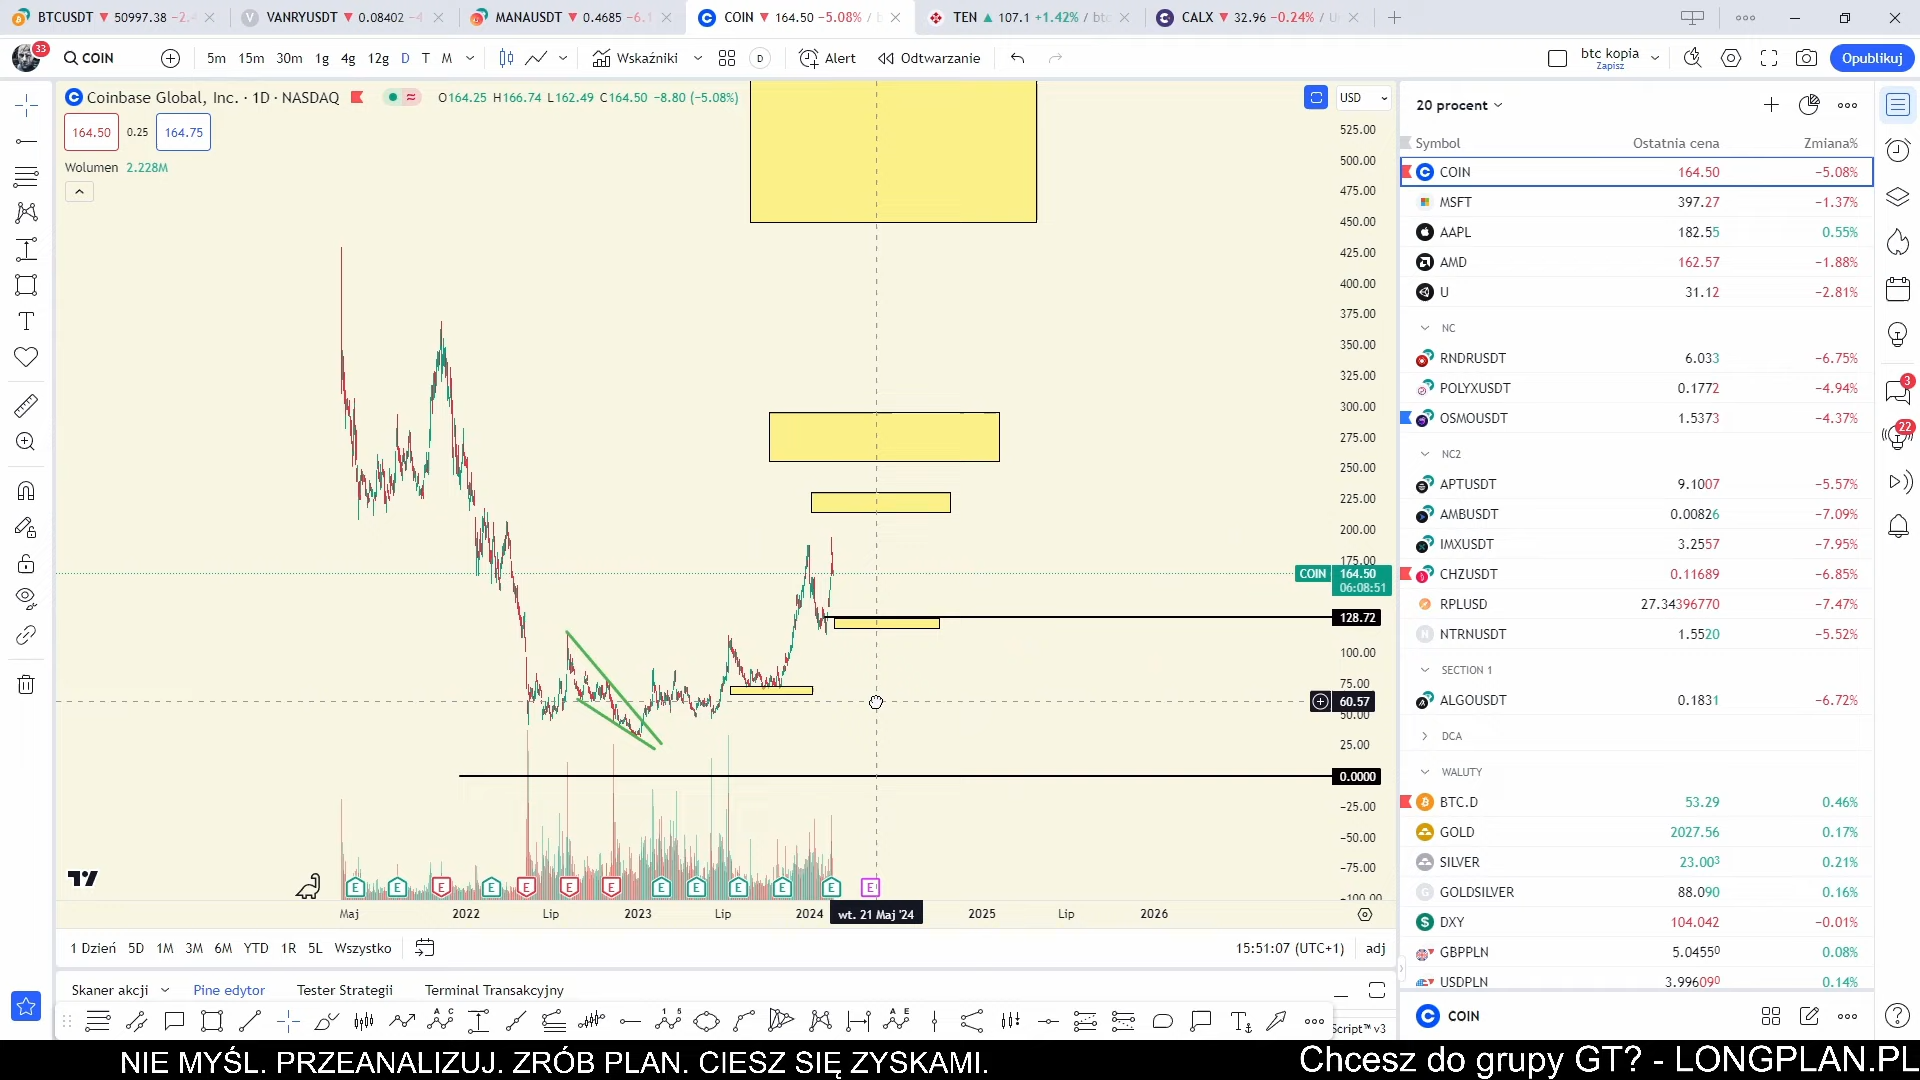 BTCUSDT ▼ 50997.38 −2.4
VANRYUSDT ▼ 0.08402 −4
MANAUSDT ▼ 0.4685 −6.1
COIN ▼ 164.50 −5.08% / b
TEN ▲ 107.1 +1.42% / btc
CALX ▼ 32.96 −0.24% / U
33
COIN
5m 15m 30m 1g 4g 12g D T M
Wskaźniki
D
Alert
Odtwarzanie
btc kopia
Zapisz
Opublikuj
Coinbase Global, Inc. · 1D · NASDAQ
O164.25 H166.74 L162.49 C164.50 −8.80 (−5.08%)
USD
164.50
0.25
164.75
Wolumen 2.228M
525.00
500.00
475.00
450.00
425.00
400.00
375.00
350.00
325.00
300.00
275.00
250.00
225.00
200.00
175.00
COIN 164.50
06:08:51
128.72
100.00
75.00
60.57
50.00
25.00
0.0000
−25.00
−50.00
−75.00
−100.00
E E E E E E E E E E E E E
Maj 2022 Lip 2023 Lip 2024 wt. 21 Maj '24 2025 Lip 2026
1 Dzień 5D 1M 3M 6M YTD 1R 5L Wszystko
15:51:07 (UTC+1) adj
Skaner akcji Pine edytor Tester Strategii Terminal Transakcyjny
Script™ v3
20 procent
Symbol Ostatnia cena Zmiana%
COIN 164.50 −5.08%
MSFT 397.27 −1.37%
AAPL 182.55 0.55%
AMD 162.57 −1.88%
U 31.12 −2.81%
NC
RNDRUSDT 6.033 −6.75%
POLYXUSDT 0.1772 −4.94%
OSMOUSDT 1.5373 −4.37%
NC2
APTUSDT 9.1007 −5.57%
AMBUSDT 0.00826 −7.09%
IMXUSDT 3.2557 −7.95%
CHZUSDT 0.11689 −6.85%
RPLUSD 27.34396770 −7.47%
NTRNUSDT 1.5520 −5.52%
SECTION 1
ALGOUSDT 0.1831 −6.72%
DCA
WALUTY
BTC.D 53.29 0.46%
GOLD 2027.56 0.17%
SILVER 23.003 0.21%
GOLDSILVER 88.090 0.16%
DXY 104.042 −0.01%
GBPPLN 5.04550 0.08%
USDPLN 3.996090 0.14%
COIN
3
22
NIE MYŚL. PRZEANALIZUJ. ZRÓB PLAN. CIESZ SIĘ ZYSKAMI.
Chcesz do grupy GT? - LONGPLAN.PL